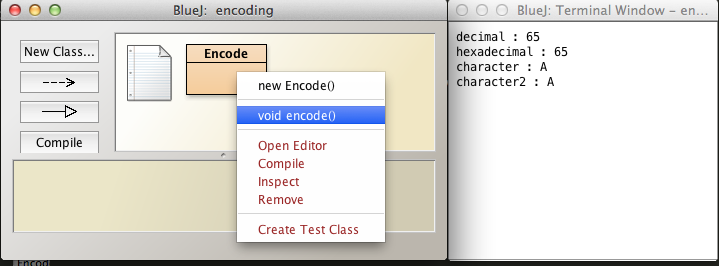 BlueJ:  encoding
New Class...
Compile
Encode
new Encode()
void encode()
Open Editor
Compile
Inspect
Remove
Create Test Class
BlueJ: Terminal Window – en...
decimal : 65
hexadecimal : 65
character : A
character2 : A